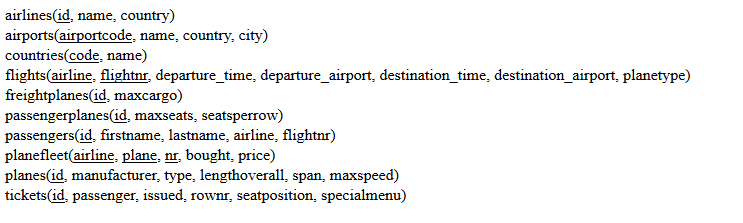 airlines(id, name, country)
airports(airportcode, name, country, city)
countries(code, name)
flights(airline, flightnr, departure_time, departure_airport, destination_time, destination_airport, planetype)
freightplanes(id, maxcargo)
passengerplanes(id, maxseats, seatsperrow)
passengers(id, firstname, lastname, airline, flightnr)
planefleet(airline, plane, nr, bought, price)
planes(id, manufacturer, type, lengthoverall, span, maxspeed)
tickets(id, passenger, issued, rownr, seatposition, specialmenu)